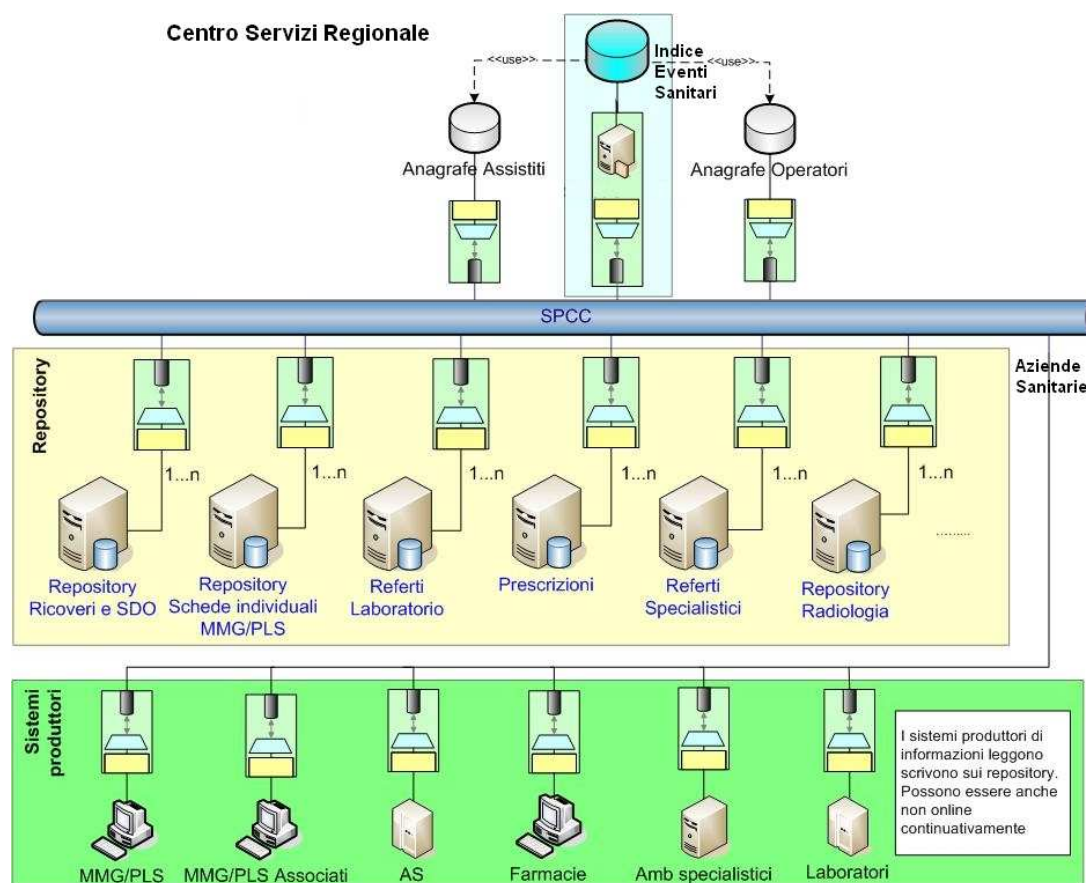 Centro Servizi Regionale
<<use>>
Indice
Eventi
Sanitari
<<use>>
Anagrafe Assistiti
Anagrafe Operatori
SPCC
Aziende
Sanitarie
Repository
1...n
1...n
1...n
1...n
1...n
1...n
Repository
Ricoveri e SDO
Repository
Schede individuali
MMG/PLS
Referti
Laboratorio
Prescrizioni
Referti
Specialistici
Repository
Radiologia
.........
Sistemi
produttori
I sistemi produttori di
informazioni leggono
scrivono sui repository.
Possono essere anche
non online
continuativamente
MMG/PLS
MMG/PLS Associati
AS
Farmacie
Amb specialistici
Laboratori